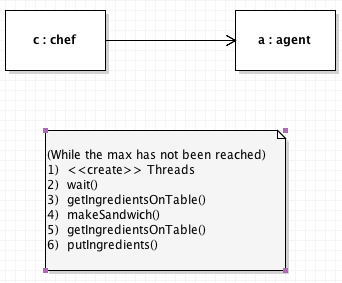 c : chef
a : agent
(While the max has not been reached)
1) <<create>> Threads
2) wait()
3) getIngredientsOnTable()
4) makeSandwich()
5) getIngredientsOnTable()
6) putIngredients()